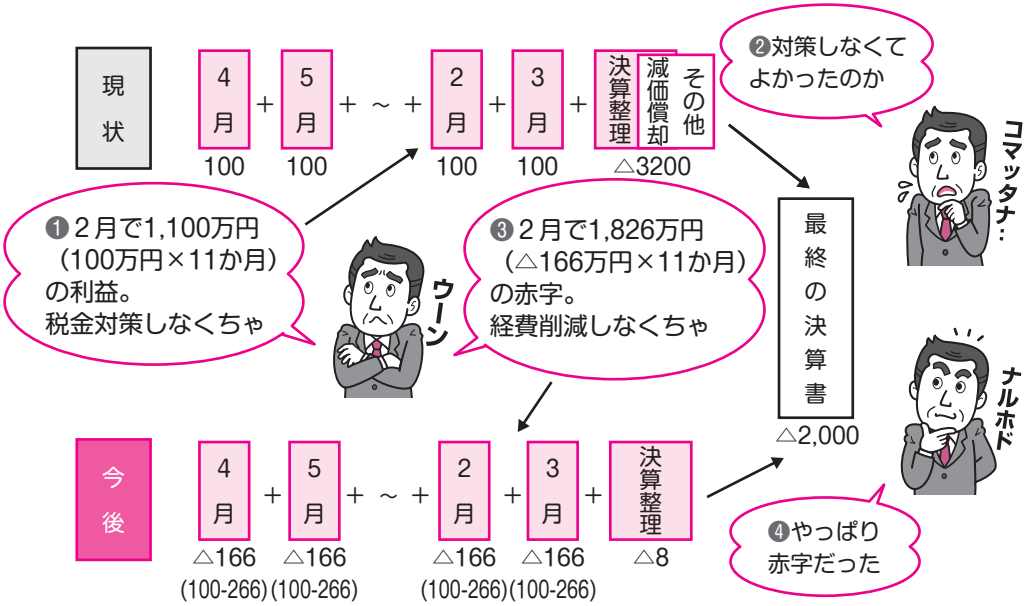 現状
4月
+
5月
+ ～ +
2月
+
3月
+
決算整理
減価償却
その他
100
100
100
100
△3200
❷対策しなくて
よかったのか
コマッタナ‥
❶２月で1,100万円
（100万円×11か月）
の利益。
税金対策しなくちゃ
ウーン
❸２月で1,826万円
（△166万円×11か月）
の赤字。
経費削減しなくちゃ
最終の決算書
△2,000
ナルホド
今後
4月
+
5月
+ ～ +
2月
+
3月
+
決算整理
△166
△166
△166
△166
△8
(100-266)
(100-266)
(100-266)
(100-266)
❹やっぱり
赤字だった